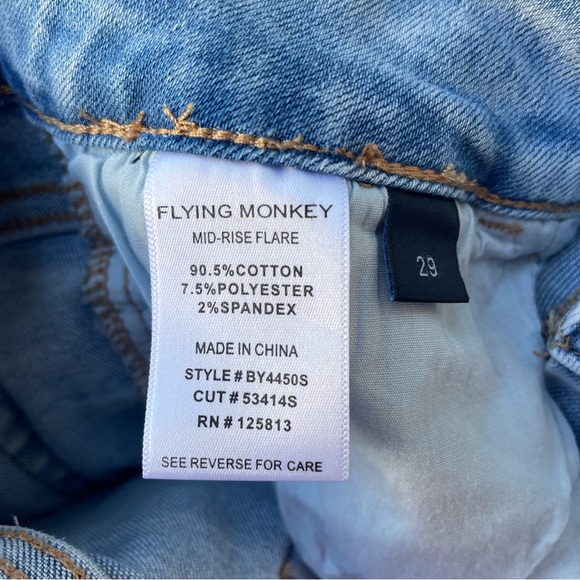 FLYING MONKEY
MID-RISE FLARE
90.5%COTTON
7.5%POLYESTER
2%SPANDEX
MADE IN CHINA
STYLE # BY4450S
CUT # 53414S
RN # 125813
SEE REVERSE FOR CARE
29